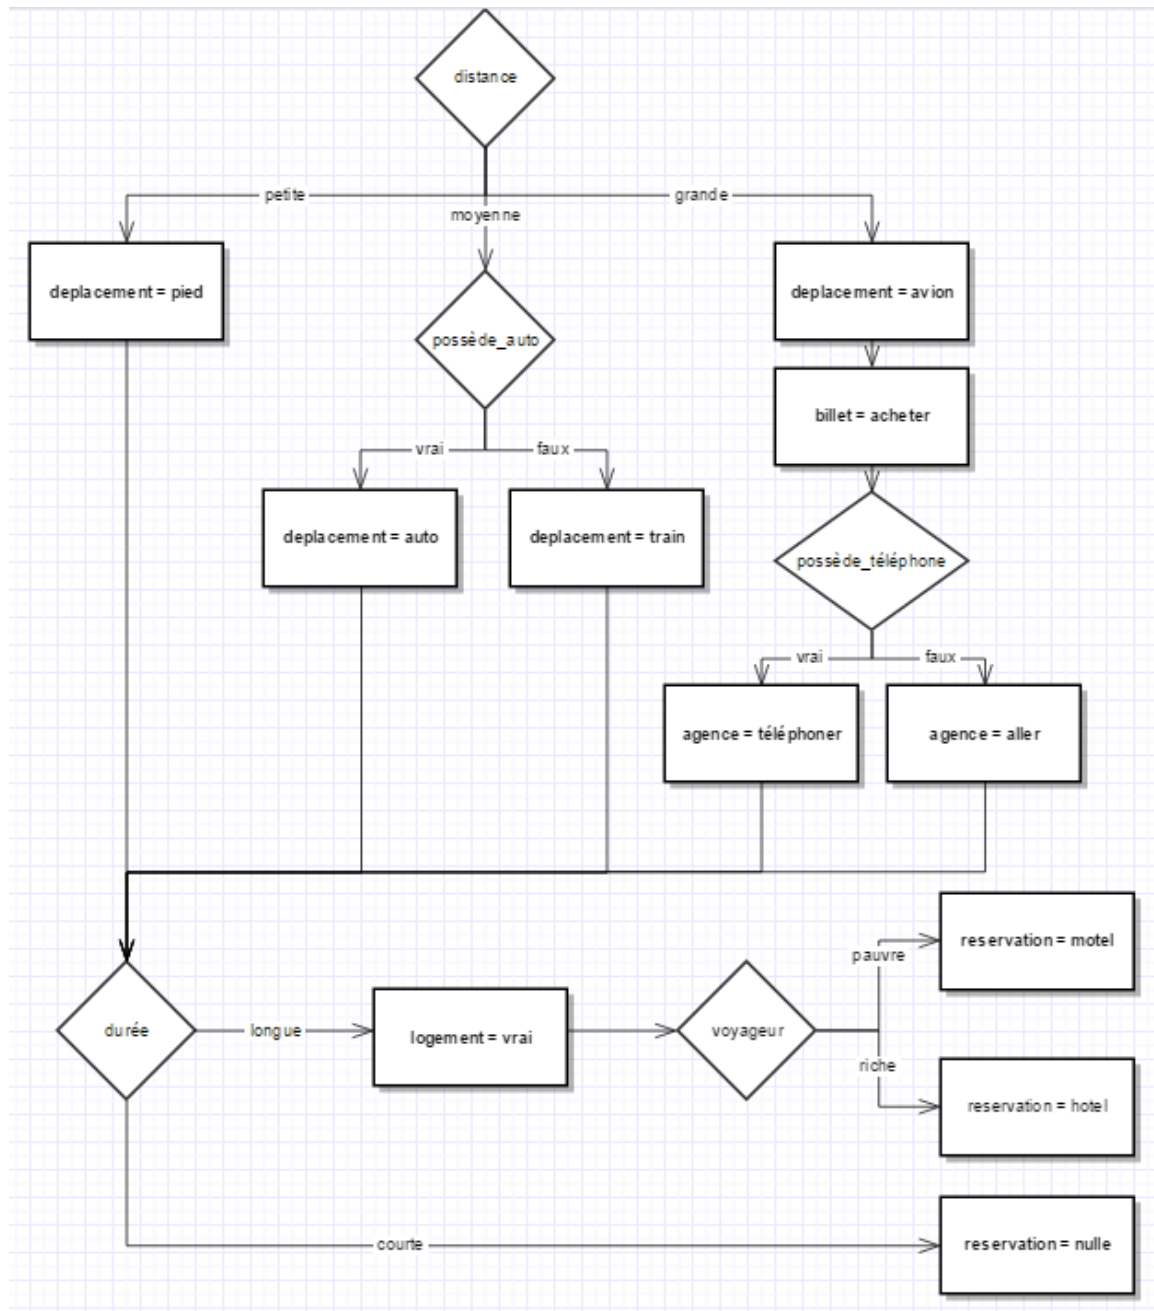 distance
petite
grande
moyenne
deplacement = pied
deplacement = avion
possède_auto
billet = acheter
vrai
faux
deplacement = auto
deplacement = train
possède_téléphone
vrai
faux
agence = téléphoner
agence = aller
reservation = motel
pauvre
durée
longue
logement = vrai
voyageur
riche
reservation = hotel
courte
reservation = nulle